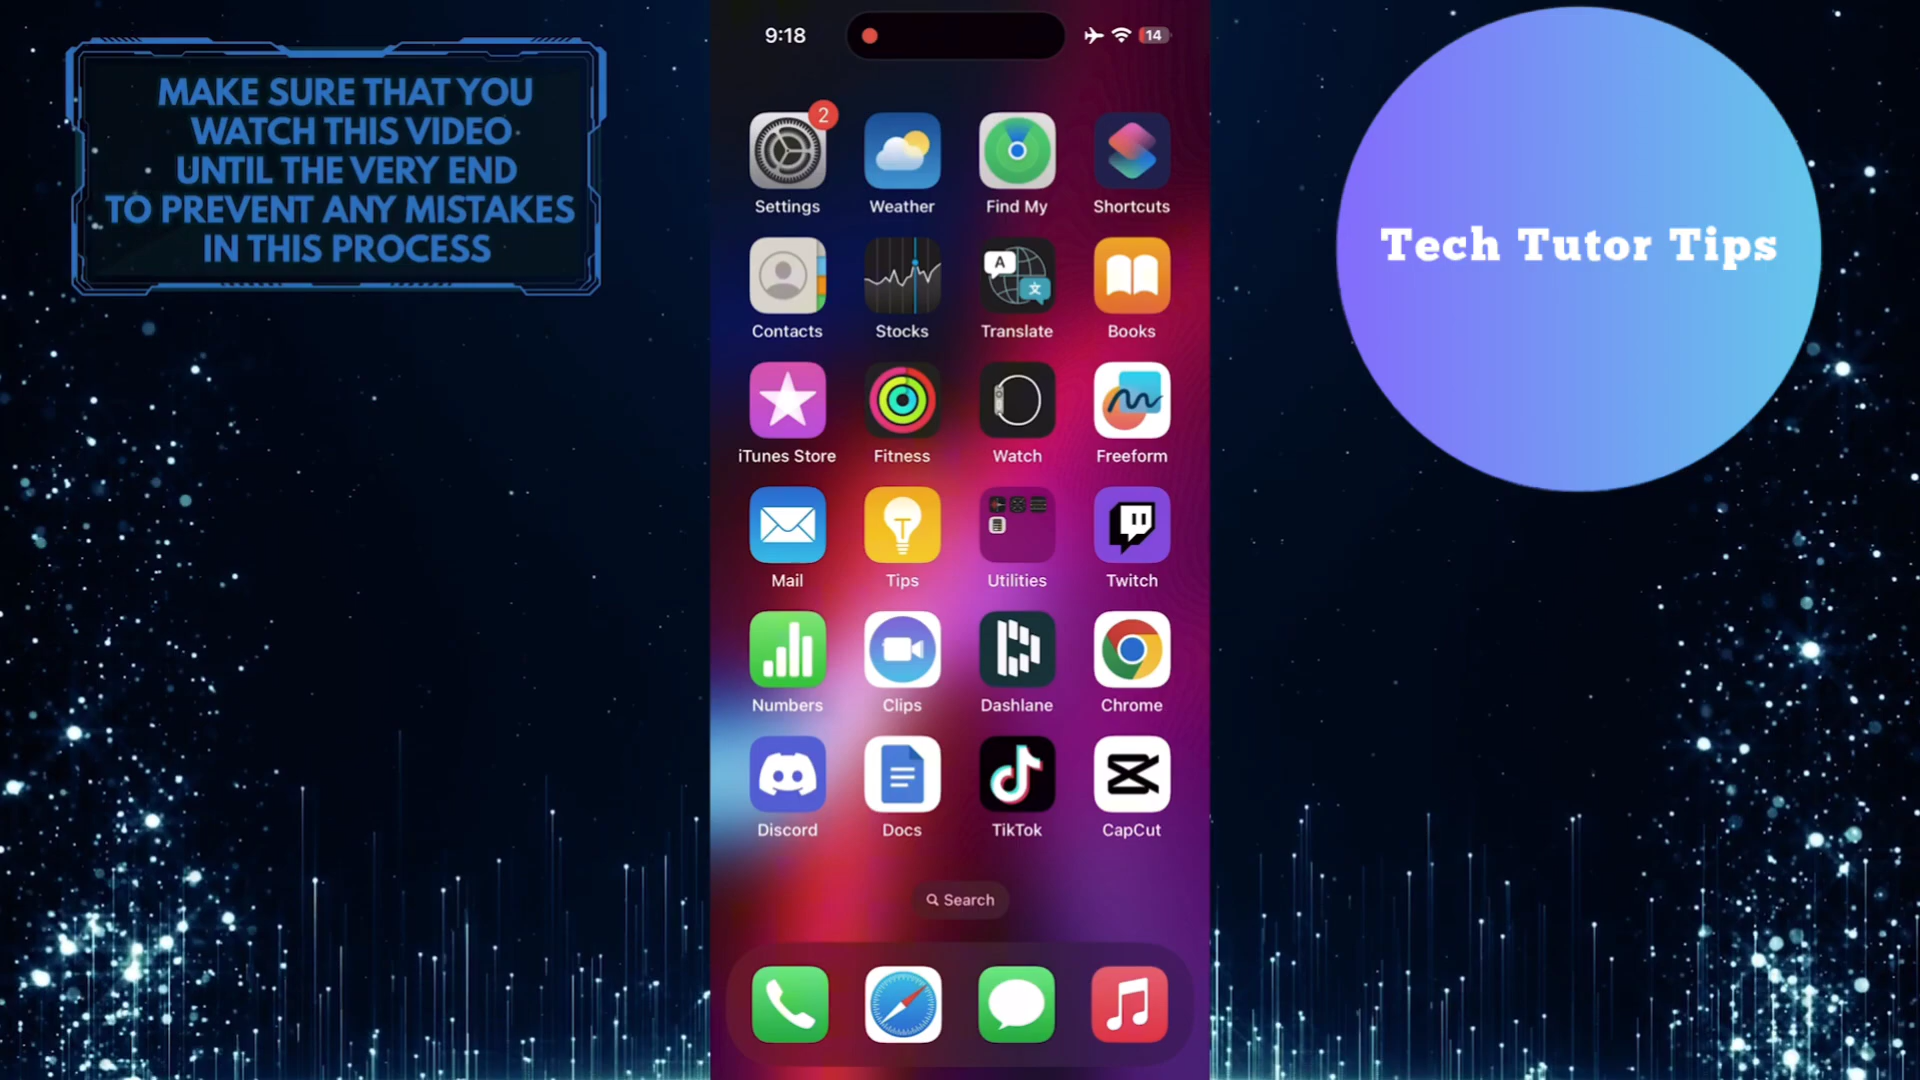 MAKE SURE THAT YOU
WATCH THIS VIDEO
UNTIL THE VERY END
TO PREVENT ANY MISTAKES
IN THIS PROCESS
9:18
14
Tech Tutor Tips
2
Settings
Weather
Find My
Shortcuts
A
文
Contacts
Stocks
Translate
Books
iTunes Store
Fitness
Watch
Freeform
Mail
Tips
Utilities
Twitch
Numbers
Clips
Dashlane
Chrome
Discord
Docs
TikTok
CapCut
Search